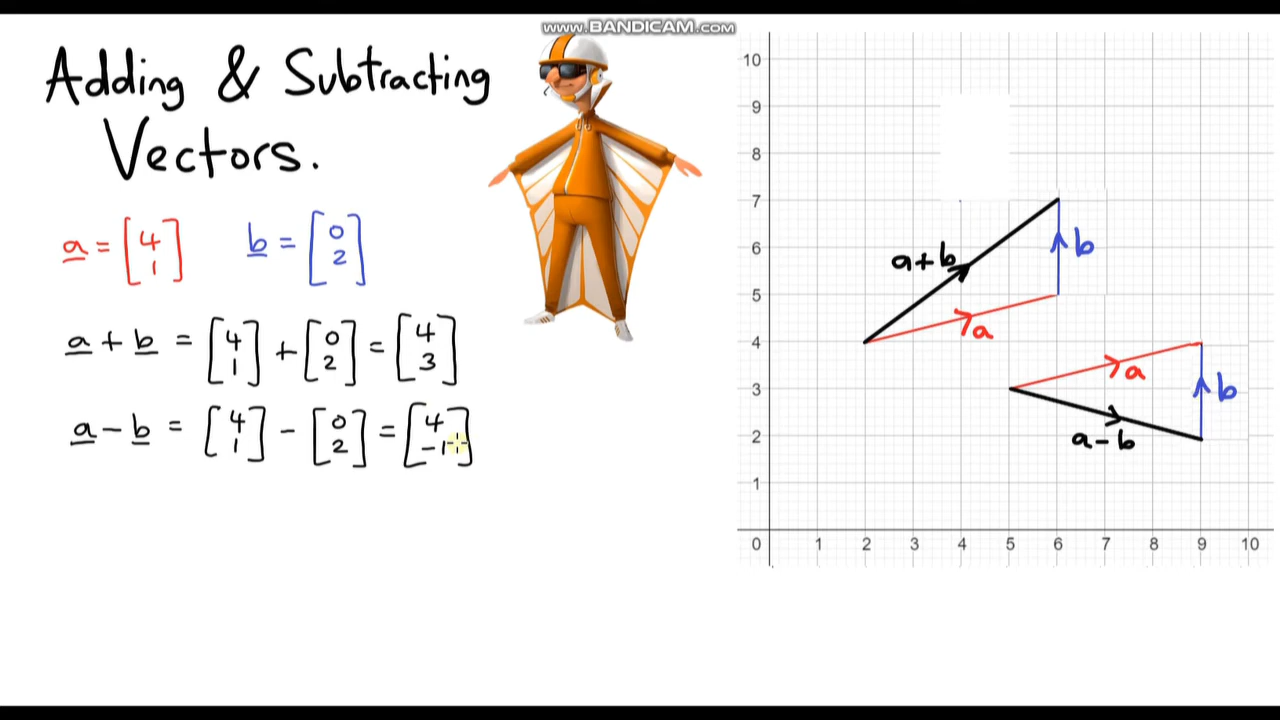 www.BANDICAM.com
Adding & Subtracting
Vectors.
a = [4 1] b = [0 2]
a + b = [4 1] + [0 2] = [4 3]
a - b = [4 1] - [0 2] = [4 -1]
10
9
8
7
6
5
4
3
2
1
0 1 2 3 4 5 6 7 8 9 10
a+b
b
a
a
b
a-b